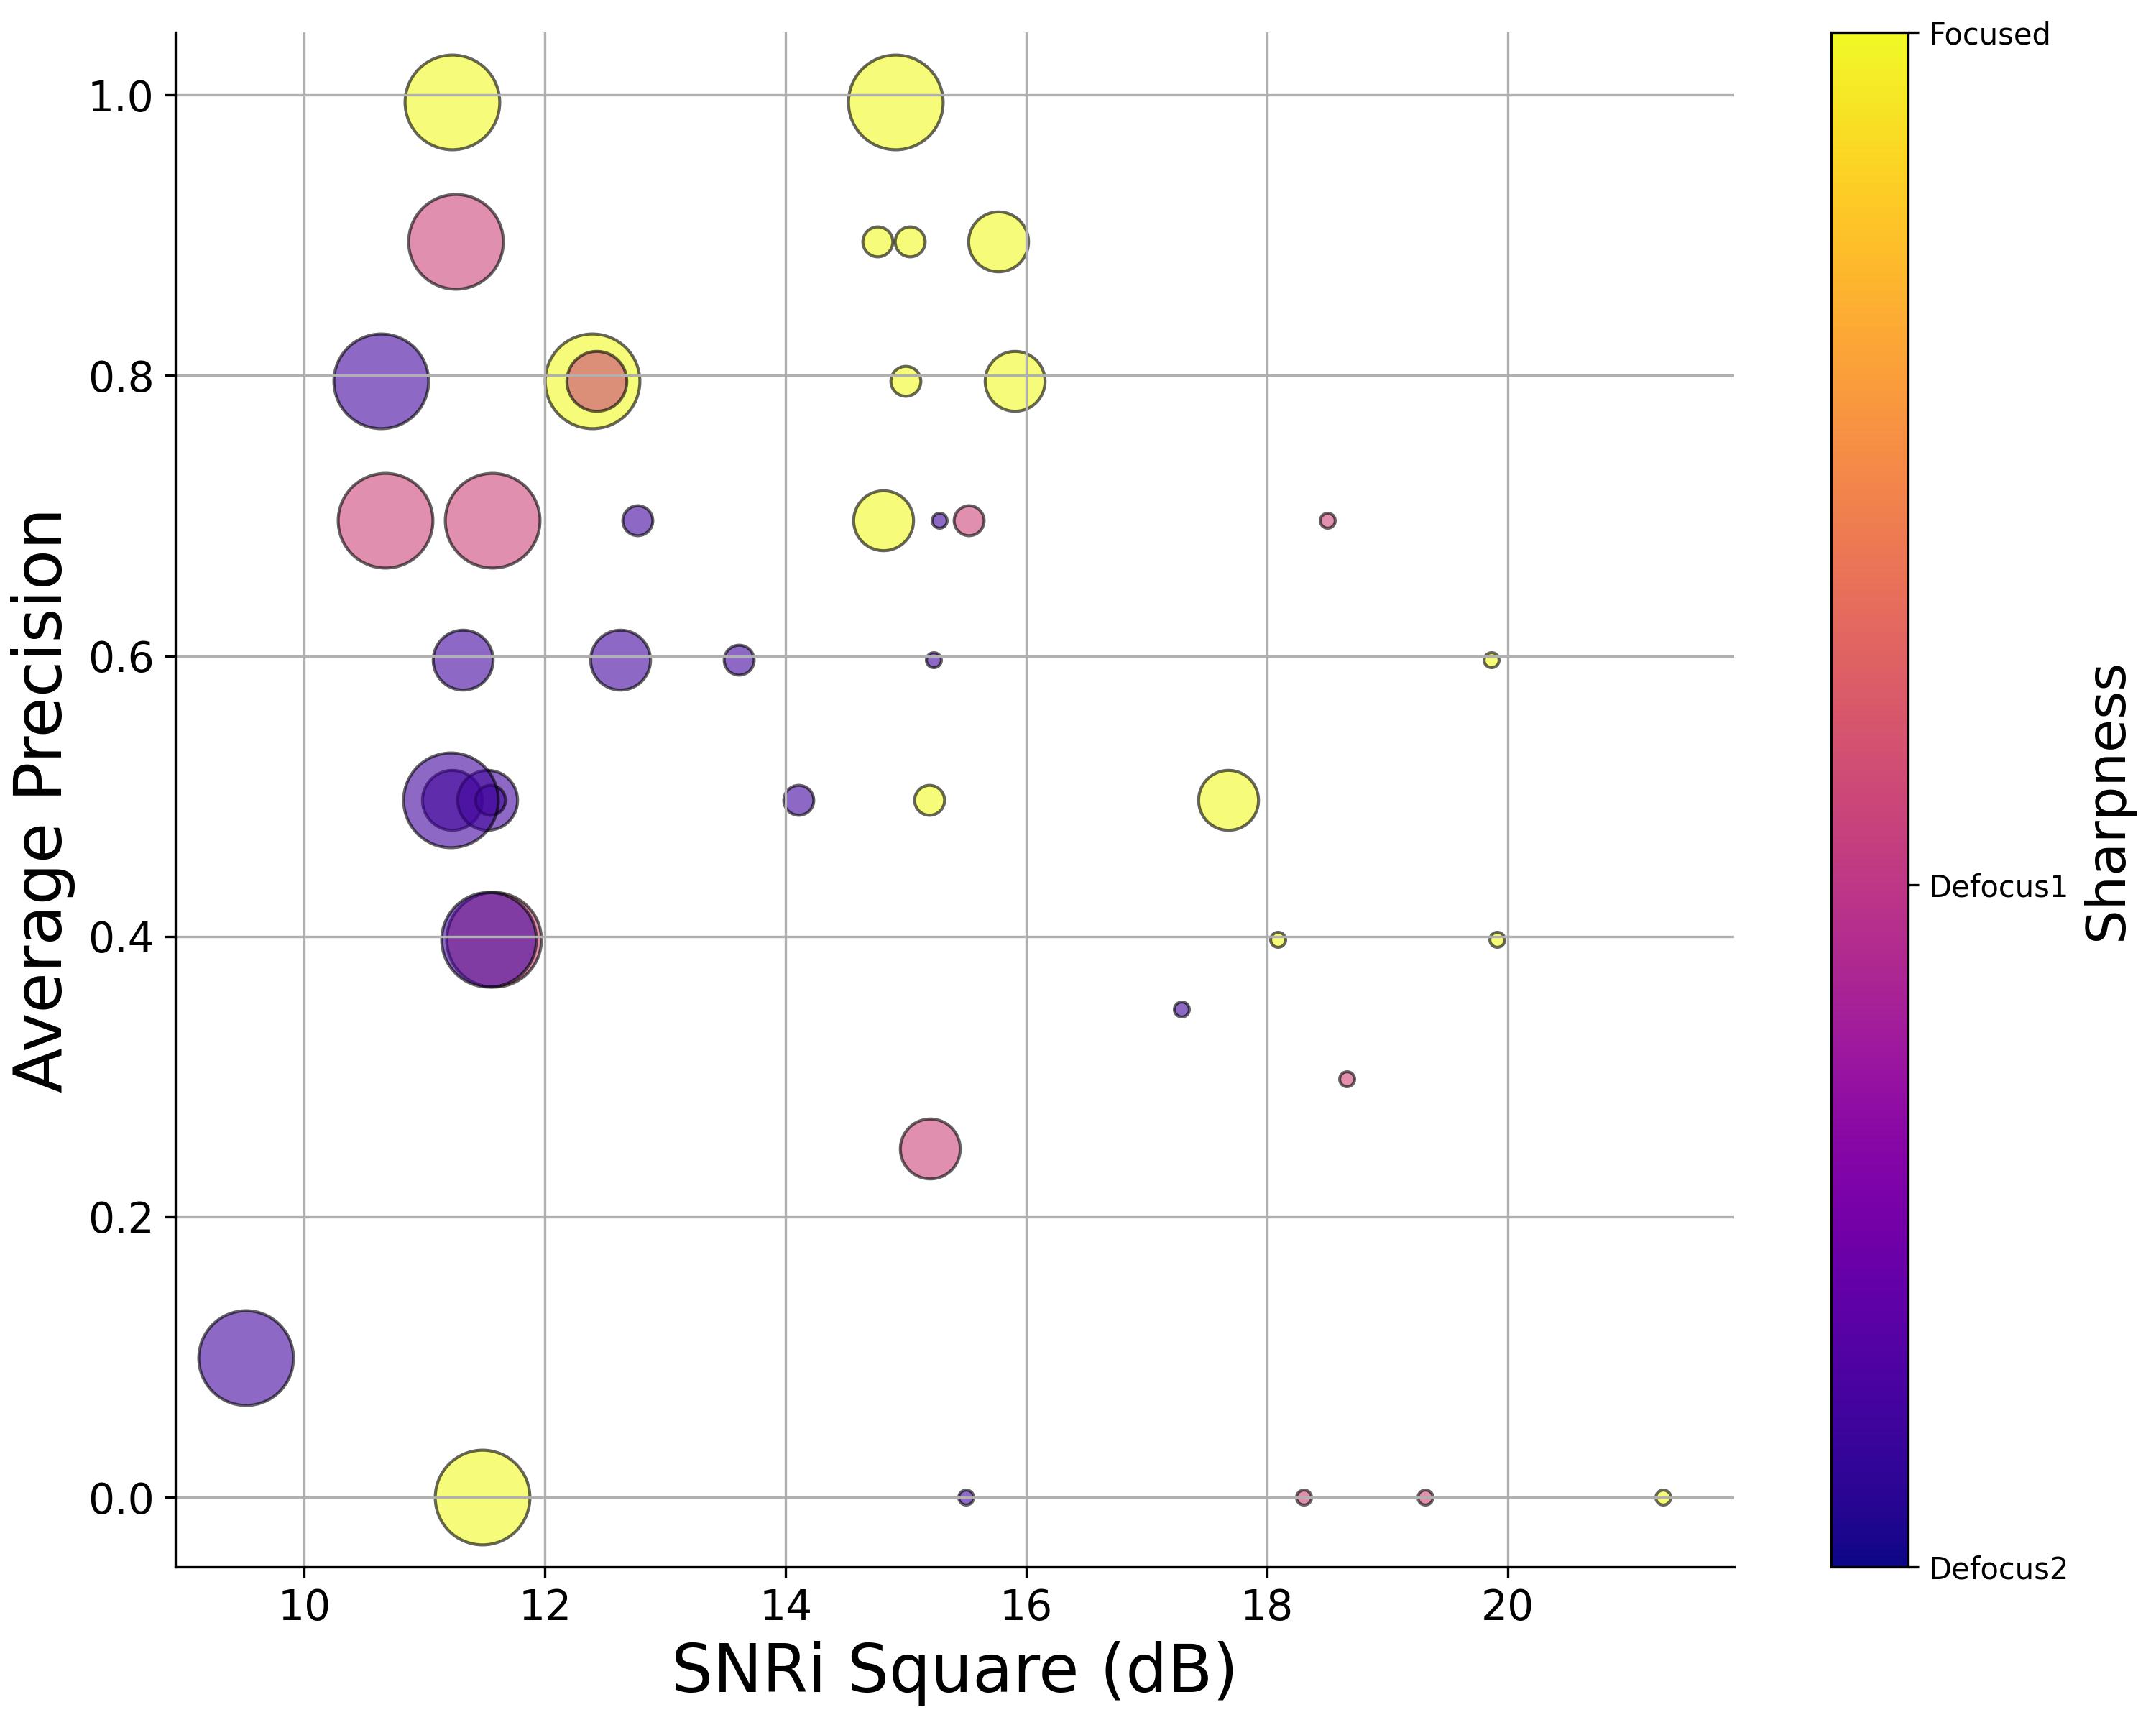 Average Precision
1.0
0.8
0.6
0.4
0.2
0.0
10 12 14 16 18 20
SNRi Square (dB)
Focused
Defocus1
Defocus2
Sharpness